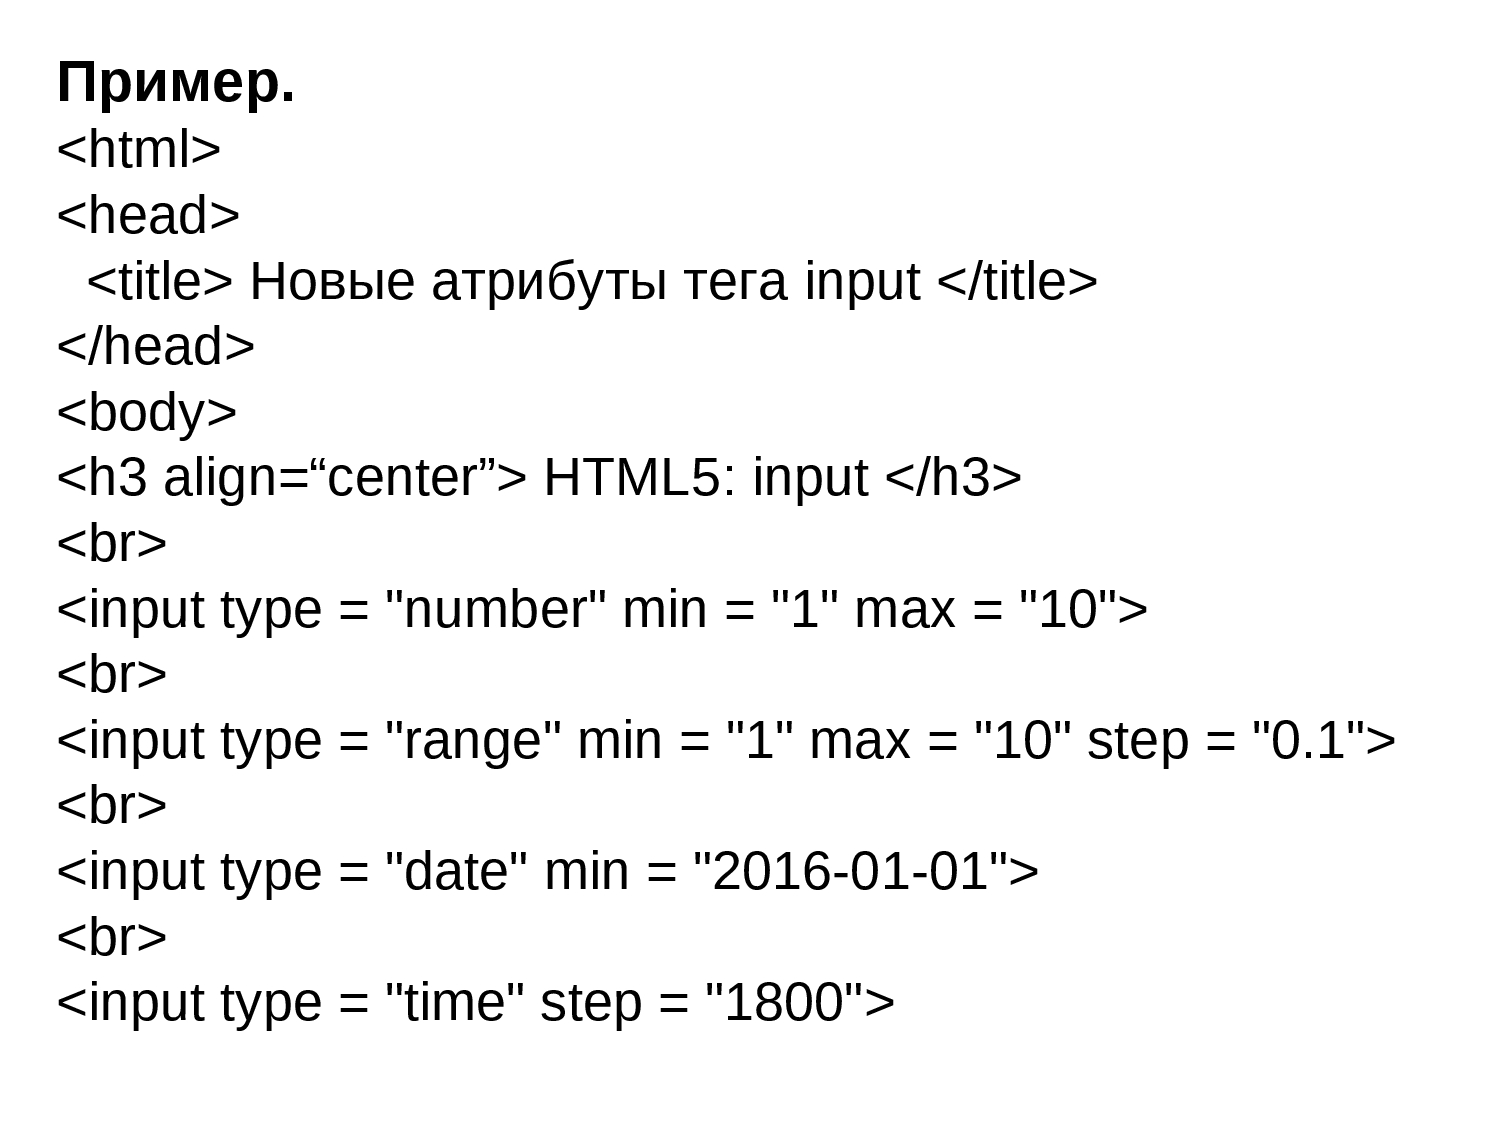 Пример.
<html>
<head>
<title> Новые атрибуты тега input </title>
</head>
<body>
<h3 align=“center”> HTML5: input </h3>
<br>
<input type = "number" min = "1" max = "10">
<br>
<input type = "range" min = "1" max = "10" step = "0.1">
<br>
<input type = "date" min = "2016-01-01">
<br>
<input type = "time" step = "1800">